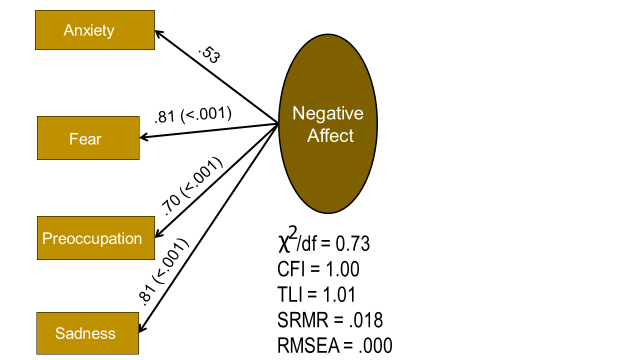 Anxiety
.53
.81 (<.001)
Negative
Affect
Fear
.70 (<.001)
Preoccupation
.81 (<.001)
Sadness
χ²/df = 0.73
CFI = 1.00
TLI = 1.01
SRMR = .018
RMSEA = .000